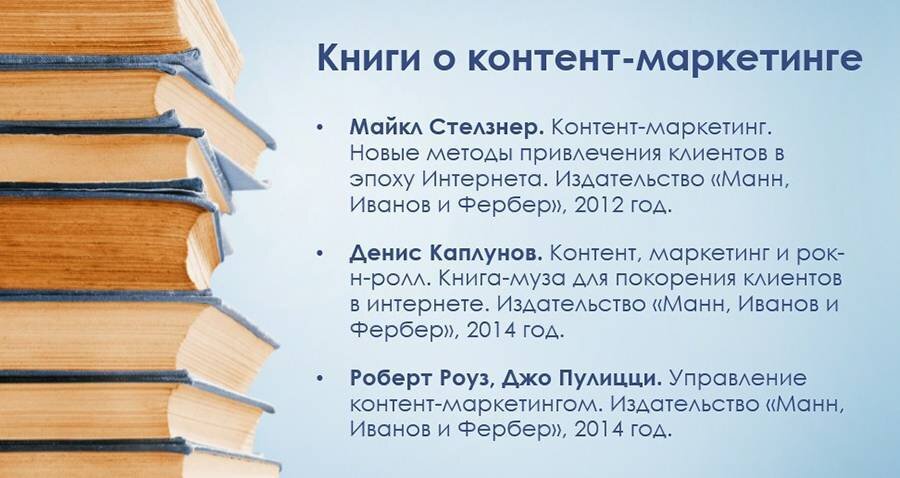 Книги о контент-маркетинге
• Майкл Стелзнер. Контент-маркетинг.
Новые методы привлечения клиентов в
эпоху Интернета. Издательство «Манн,
Иванов и Фербер», 2012 год.
• Денис Каплунов. Контент, маркетинг и рок-
н-ролл. Книга-муза для покорения клиентов
в интернете. Издательство «Манн, Иванов и
Фербер», 2014 год.
• Роберт Роуз, Джо Пулицци. Управление
контент-маркетингом. Издательство «Манн,
Иванов и Фербер», 2014 год.